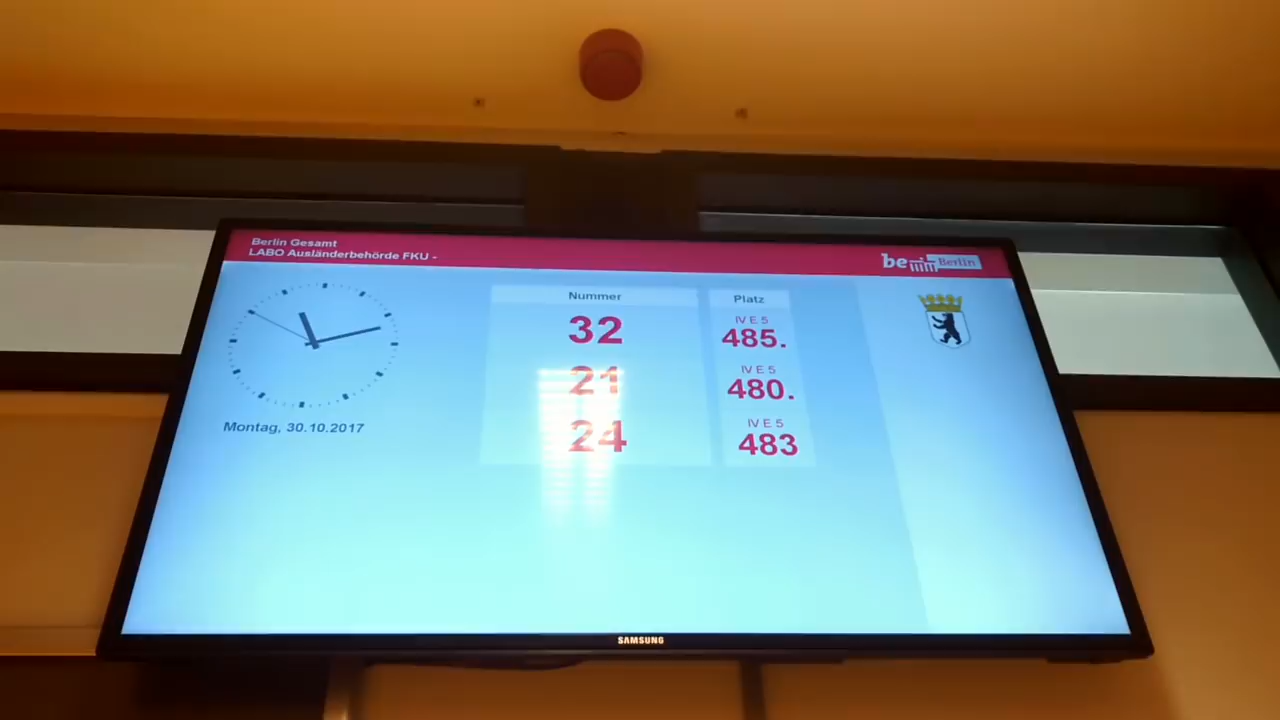 Berlin Gesamt
LABO Ausländerbehörde FKU -
be Berlin
Nummer Platz
32 IV E 5 485.
21 IV E 5 480.
24 IV E 5 483
Montag, 30.10.2017
SAMSUNG